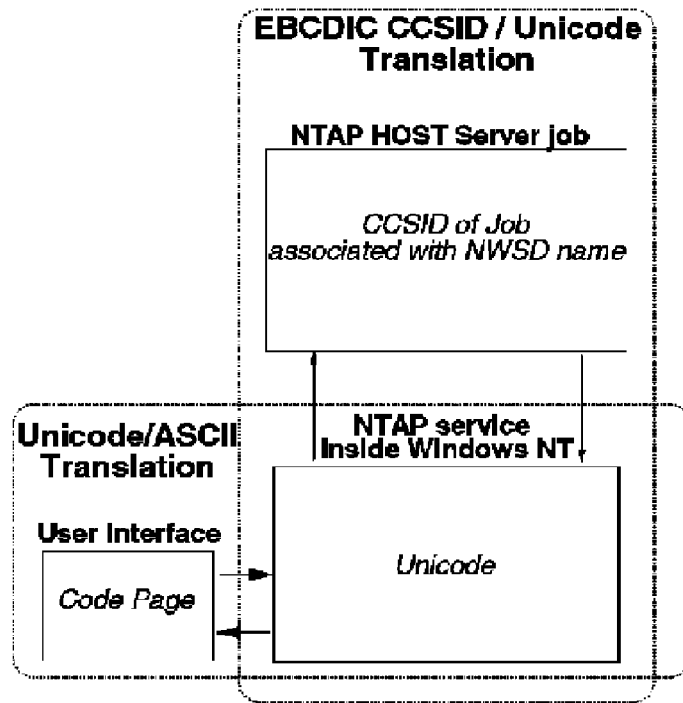 EBCDIC CCSID / Unicode
Translation
NTAP HOST Server job
CCSID of Job
associated with NWSD name
Unicode/ASCII
Translation
NTAP service
Inside Windows NT
User Interface
Code Page
Unicode